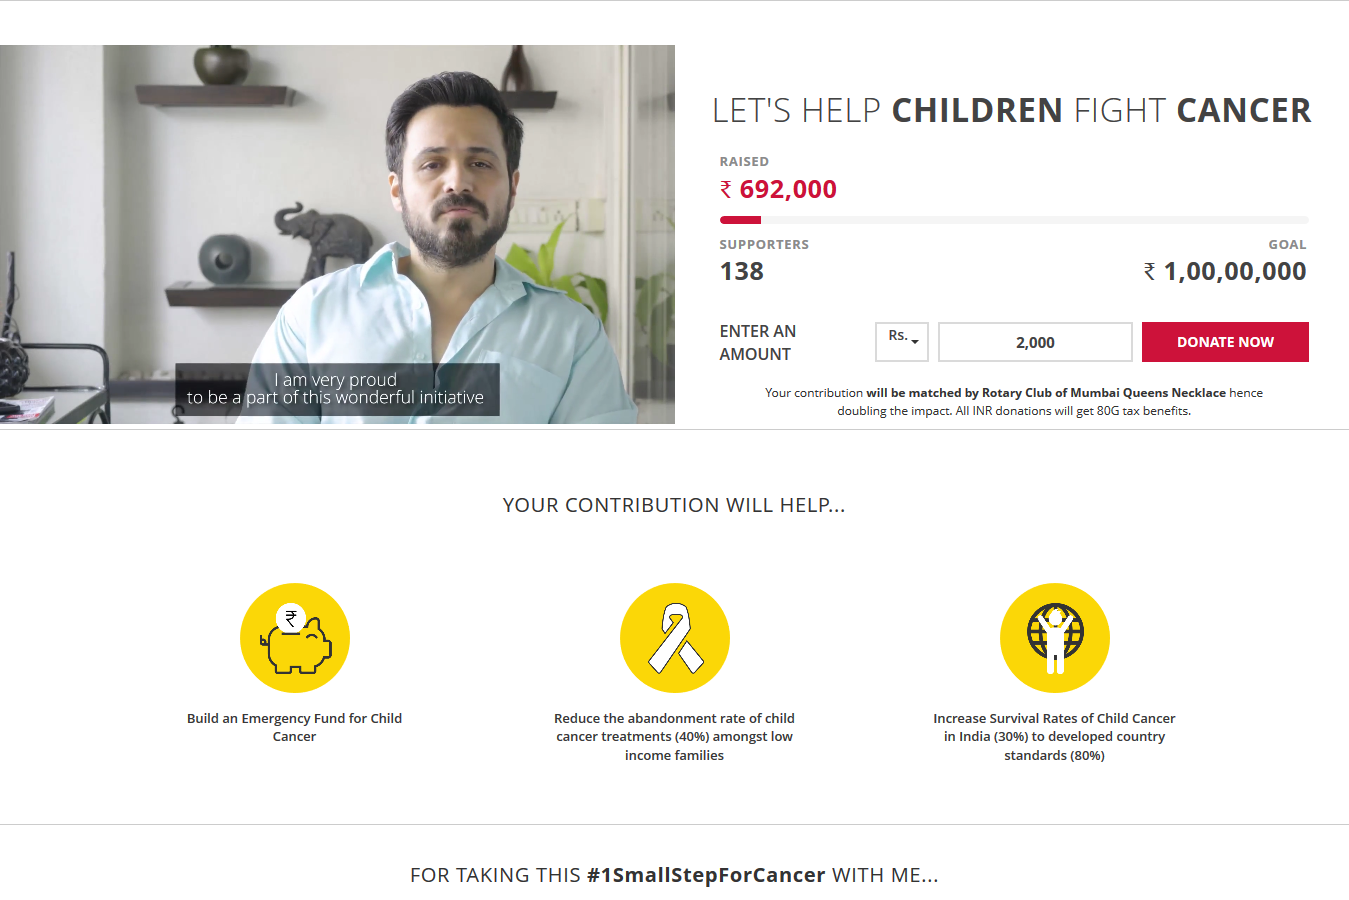 LET'S HELP CHILDREN FIGHT CANCER
RAISED
₹ 692,000
SUPPORTERS
138
GOAL
₹ 1,00,00,000
ENTER AN
AMOUNT
Rs.
2,000
DONATE NOW
Your contribution will be matched by Rotary Club of Mumbai Queens Necklace hence
doubling the impact. All INR donations will get 80G tax benefits.
I am very proud
to be a part of this wonderful initiative
YOUR CONTRIBUTION WILL HELP...
₹
Build an Emergency Fund for Child
Cancer
Reduce the abandonment rate of child
cancer treatments (40%) amongst low
income families
Increase Survival Rates of Child Cancer
in India (30%) to developed country
standards (80%)
FOR TAKING THIS #1SmallStepForCancer WITH ME...